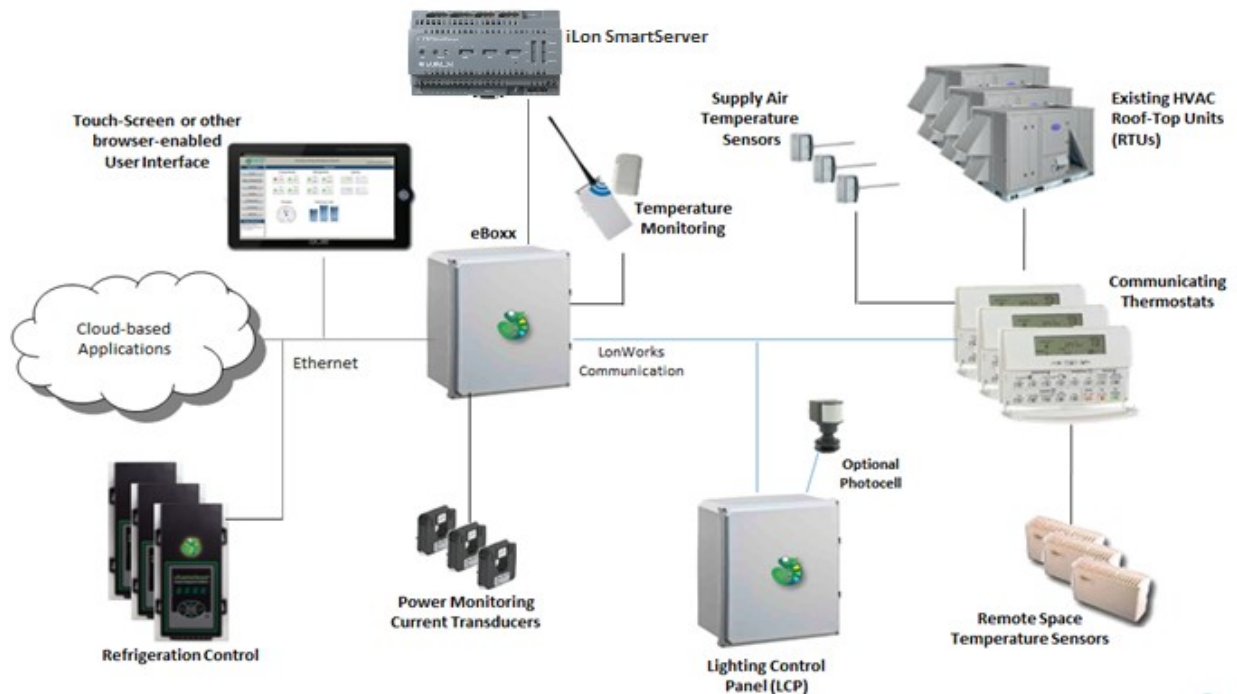 iLon SmartServer
Touch-Screen or other
browser-enabled
User Interface
Supply Air
Temperature
Sensors
Existing HVAC
Roof-Top Units
(RTUs)
Temperature
Monitoring
eBoxx
Communicating
Thermostats
Cloud-based
Applications
Ethernet
LonWorks
Communication
Optional
Photocell
Refrigeration Control
Power Monitoring
Current Transducers
Lighting Control
Panel (LCP)
Remote Space
Temperature Sensors